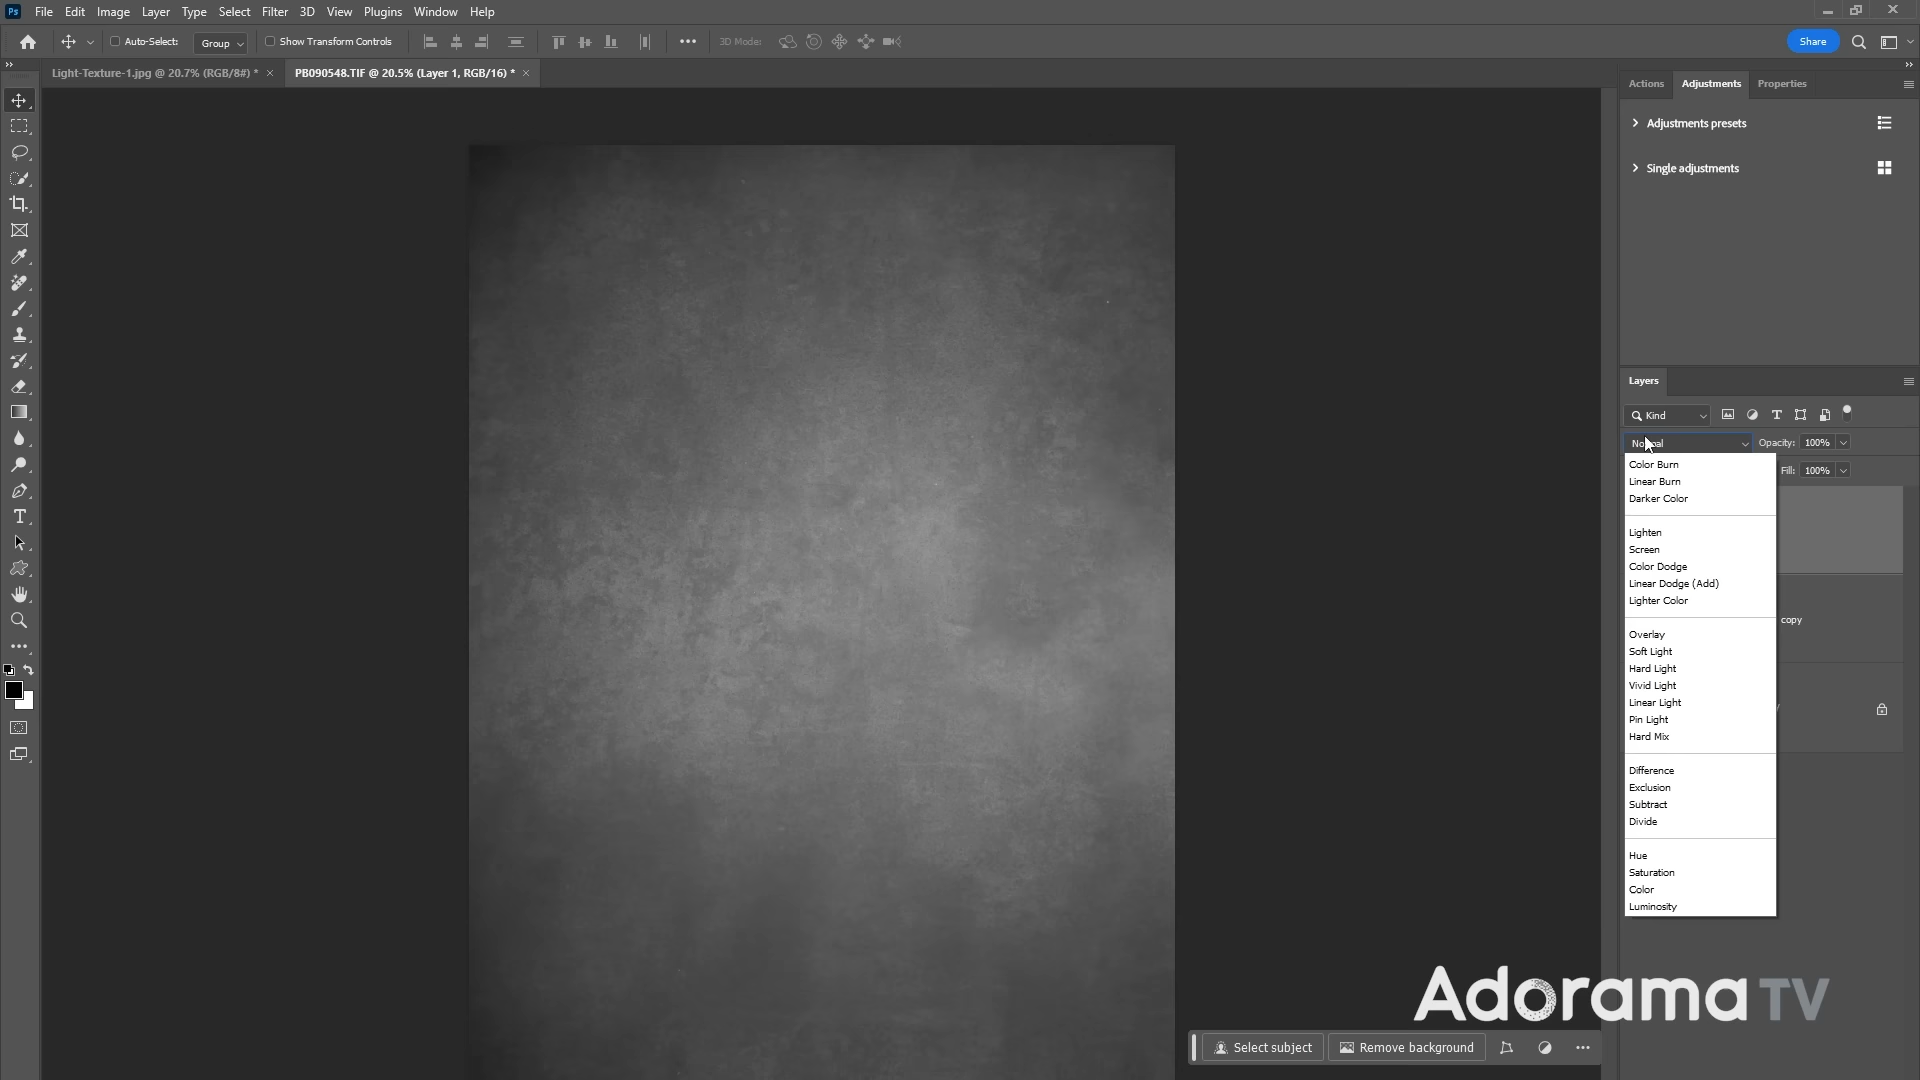 Ps File Edit Image Layer Type Select Filter 3D View Plugins Window Help
Auto-Select: Group Show Transform Controls 3D Mode: Share
Light-Texture-1.jpg @ 20.7% (RGB/8#) * PB090548.TIF @ 20.5% (Layer 1, RGB/16) *
Actions Adjustments Properties
Adjustments presets
Single adjustments
Layers
Kind
Normal Opacity: 100%
Fill: 100%
Color Burn
Linear Burn
Darker Color
Lighten
Screen
Color Dodge
Linear Dodge (Add)
Lighter Color
copy
Overlay
Soft Light
Hard Light
Vivid Light
Linear Light
Pin Light
Hard Mix
Difference
Exclusion
Subtract
Divide
Hue
Saturation
Color
Luminosity
Adorama TV
Select subject Remove background